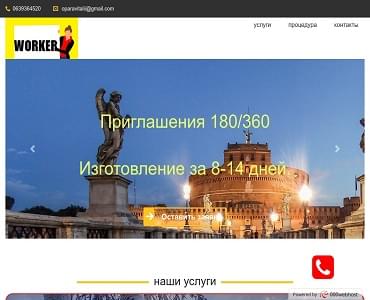 0639364520 oparavitalii@gmail.com
WORKER услуги процедура контакты
Приглашения 180/360
Изготовление за 8-14 дней.
Оставить заявку
наши услуги
Powered by 000webhost